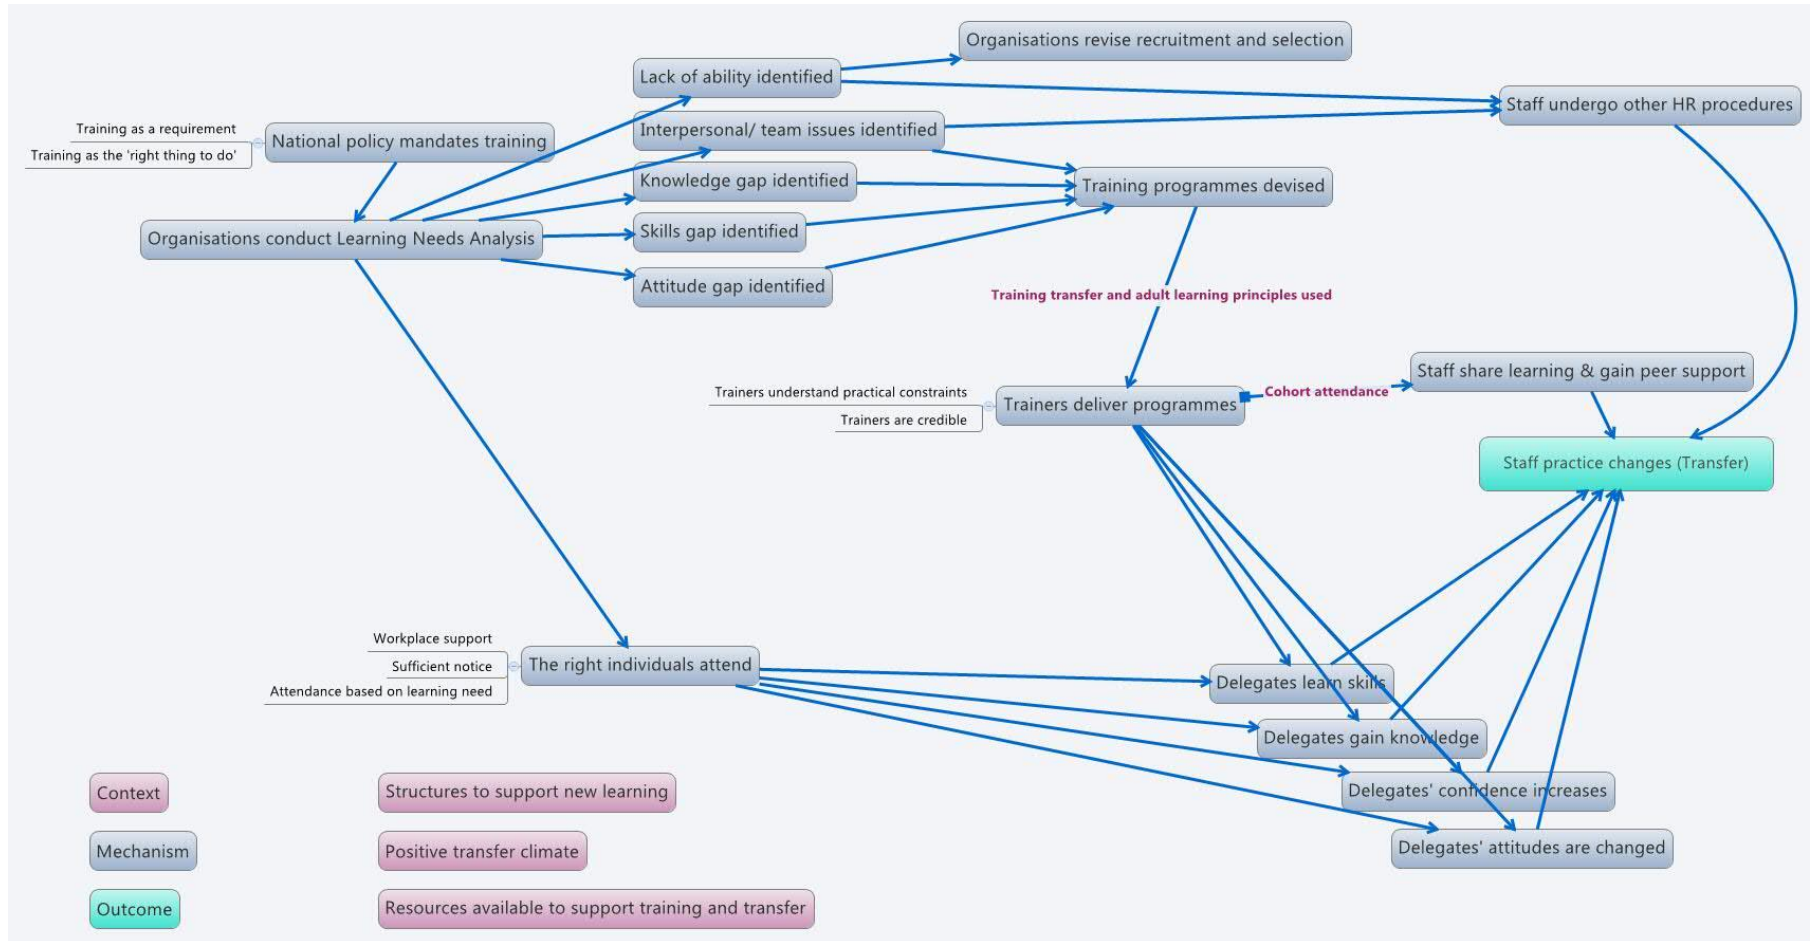 Organisations revise recruitment and selection
Lack of ability identified
Staff undergo other HR procedures
Training as a requirement
Training as the 'right thing to do'
National policy mandates training
Interpersonal/ team issues identified
Knowledge gap identified
Training programmes devised
Organisations conduct Learning Needs Analysis
Skills gap identified
Attitude gap identified
Training transfer and adult learning principles used
Trainers understand practical constraints
Trainers are credible
Trainers deliver programmes
Cohort attendance
Staff share learning & gain peer support
Staff practice changes (Transfer)
Workplace support
Sufficient notice
Attendance based on learning need
The right individuals attend
Delegates learn skills
Delegates gain knowledge
Delegates' confidence increases
Delegates' attitudes are changed
Context
Structures to support new learning
Mechanism
Positive transfer climate
Outcome
Resources available to support training and transfer